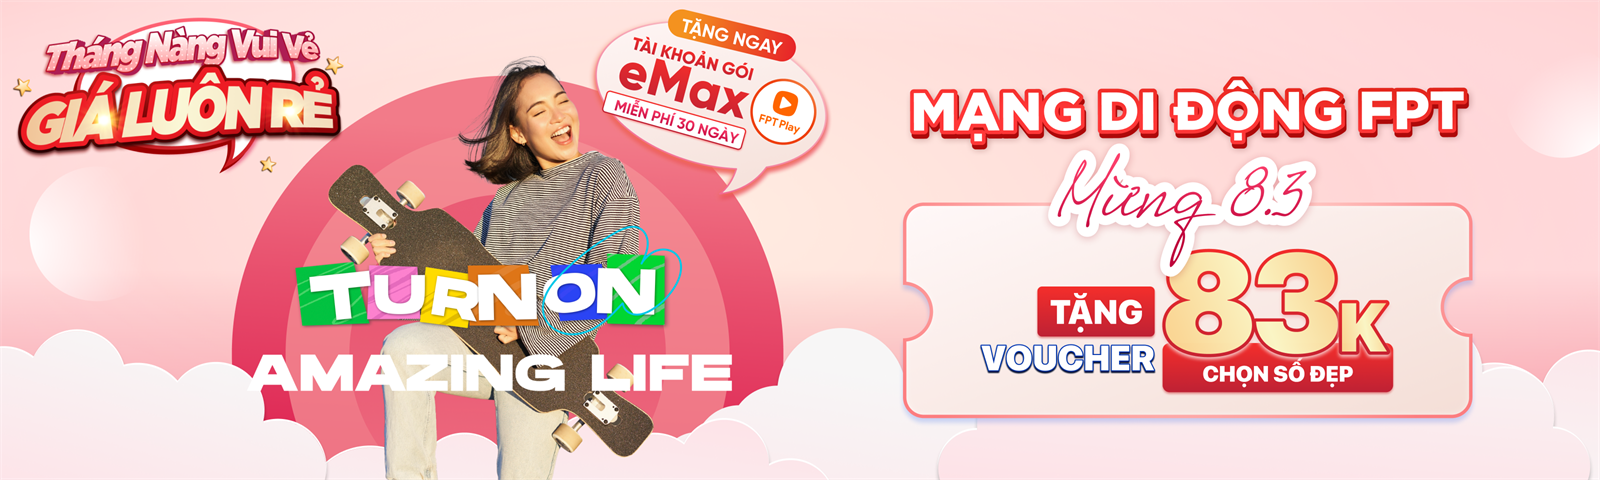 Tháng Nàng Vui Vẻ
GIÁ LUÔN RẺ
TẶNG NGAY
TÀI KHOẢN GÓI
eMax
MIỄN PHÍ 30 NGÀY
FPT Play
TURN ON
AMAZING LIFE
MẠNG DI ĐỘNG FPT
Mừng 8.3
TẶNG
VOUCHER
83K
CHỌN SỐ ĐẸP